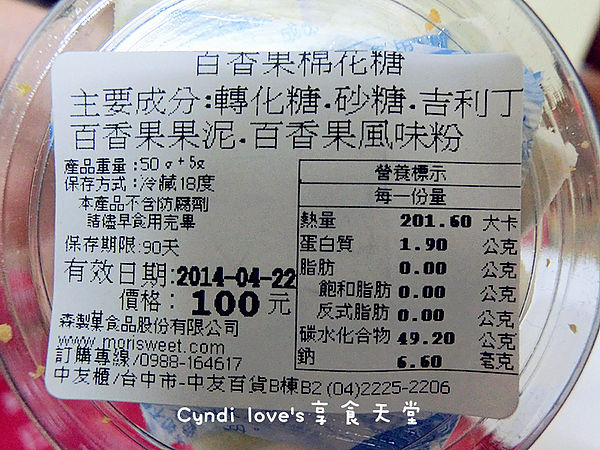 百香果棉花糖
主要成分:轉化糖.砂糖.吉利丁
百香果果泥.百香果風味粉
產品重量:50g+5g
保存方式:冷藏18度
本產品不含防腐劑
請儘早食用完畢
保存期限:90天
有效日期:2014-04-22
價格:100元
森製菓食品股份有限公司
www.morisweet.com
訂購專線/0988-164617
中友櫃/台中市-中友百貨B棟B2(04)2225-2206
營養標示
每一份量
熱量 201.60 大卡
蛋白質 1.90 公克
脂肪 0.00 公克
飽和脂肪 0.00 公克
反式脂肪 0.00 公克
碳水化合物 49.20 公克
鈉 6.60 毫克
Cyndi love's享食天堂